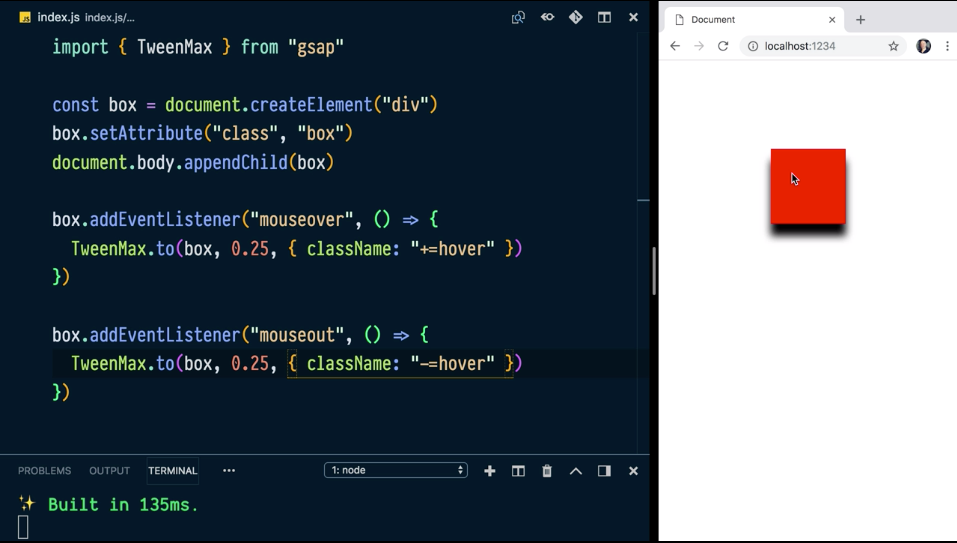 JS index.js index.js/...
import { TweenMax } from "gsap"
const box = document.createElement("div")
box.setAttribute("class", "box")
document.body.appendChild(box)
box.addEventListener("mouseover", () => {
TweenMax.to(box, 0.25, { className: "+=hover" })
})
box.addEventListener("mouseout", () => {
TweenMax.to(box, 0.25, { className: "-=hover" })
})
PROBLEMS OUTPUT TERMINAL ... 1: node
✨ Built in 135ms.
Document
localhost:1234